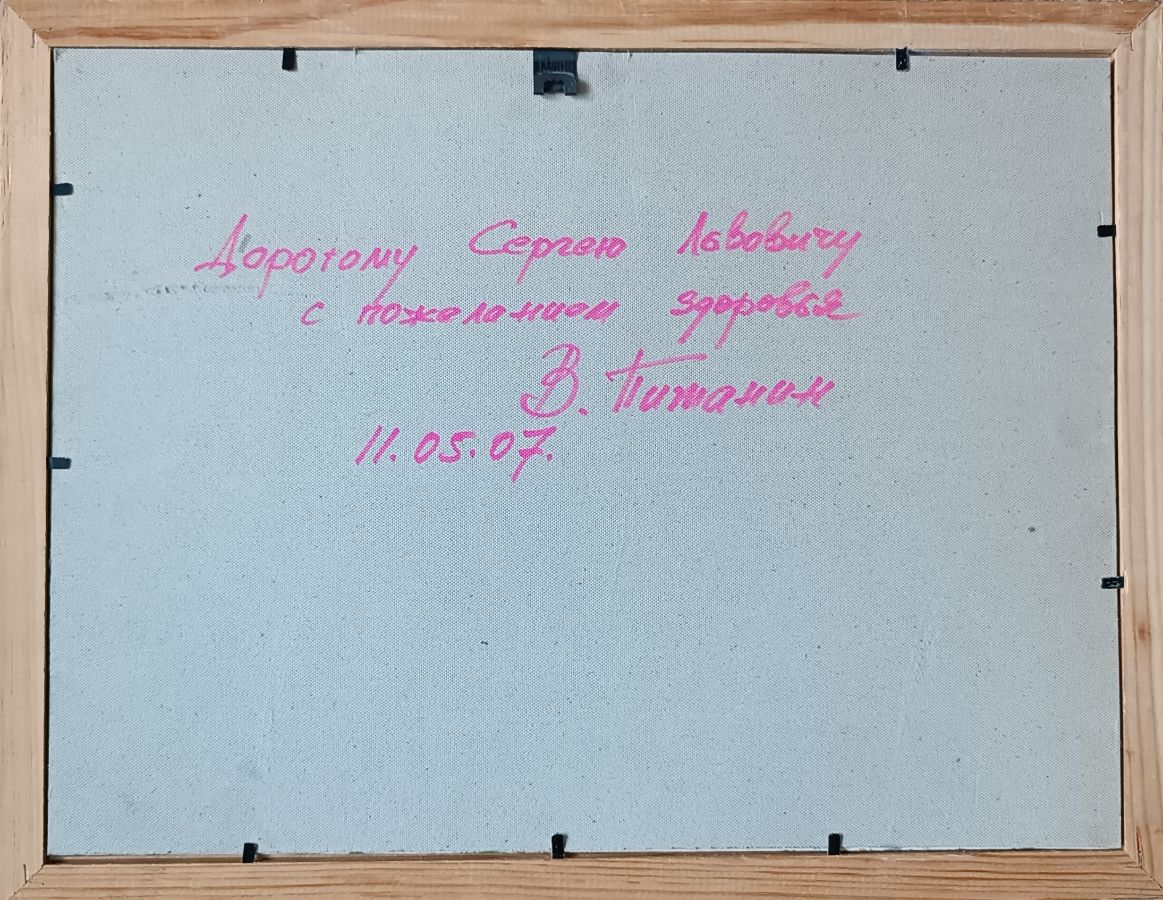 Дорогому Сергею Львовичу
с пожеланием здоровья
В. Питанин
11.05.07.